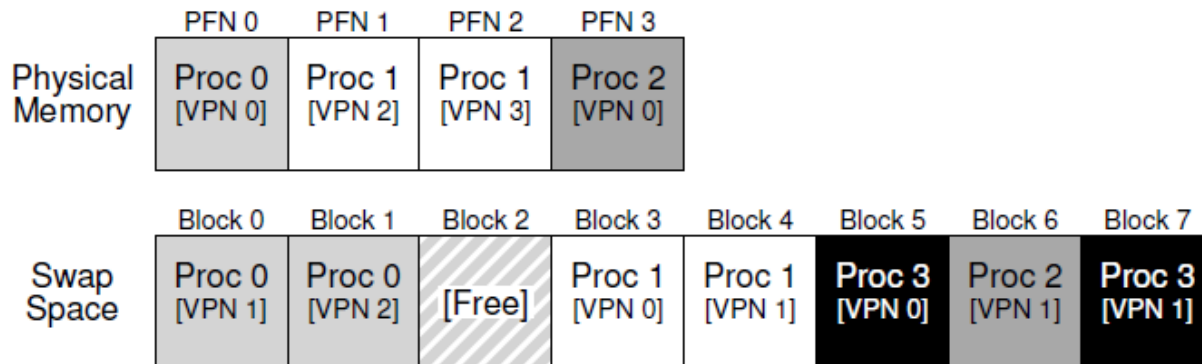 PFN 0 PFN 1 PFN 2 PFN 3
Physical Memory
Proc 0 Proc 1 Proc 1 Proc 2
[VPN 0] [VPN 2] [VPN 3] [VPN 0]
Block 0 Block 1 Block 2 Block 3 Block 4 Block 5 Block 6 Block 7
Swap Space
Proc 0 Proc 0 [Free] Proc 1 Proc 1 Proc 3 Proc 2 Proc 3
[VPN 1] [VPN 2] [VPN 0] [VPN 1] [VPN 0] [VPN 1] [VPN 1]